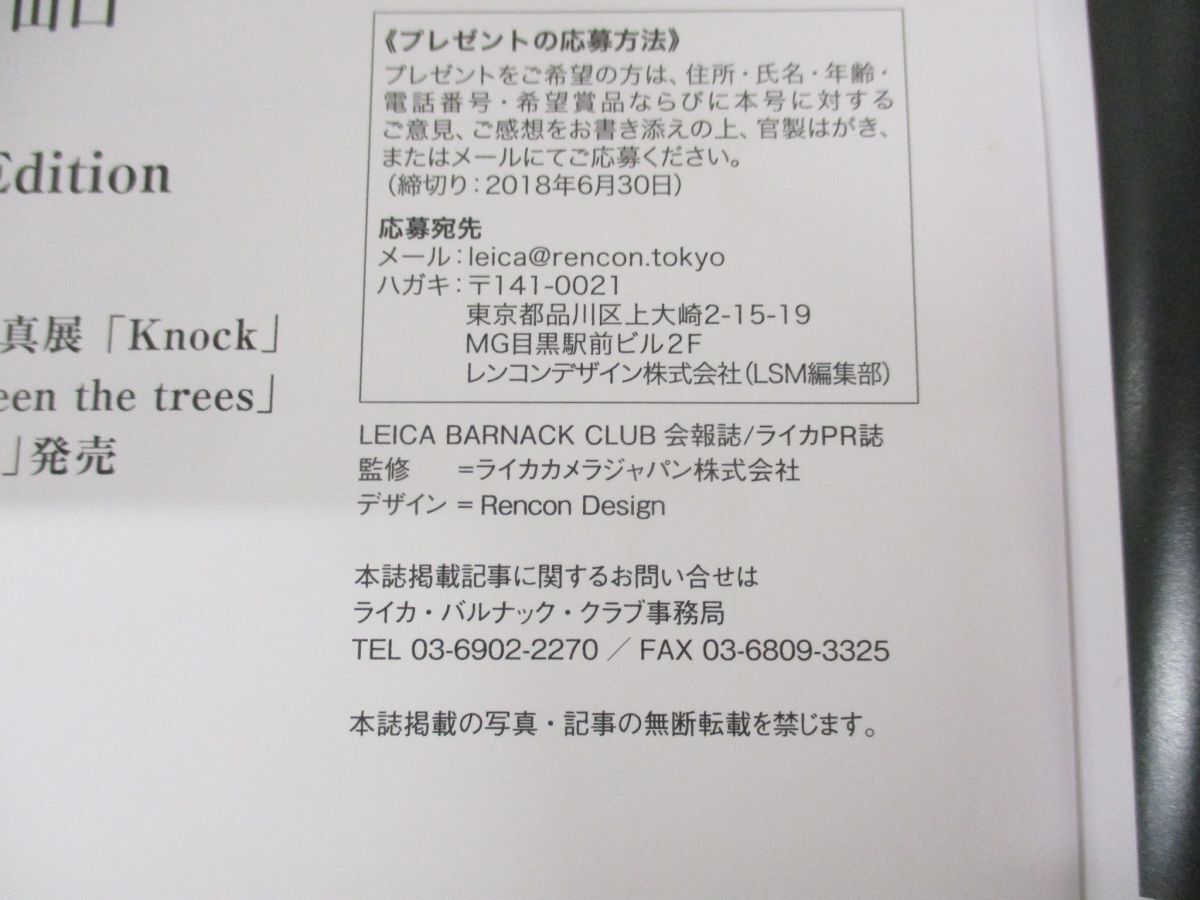 山口
Edition
真展「Knock」
een the trees」
」発売
《プレゼントの応募方法》
プレゼントをご希望の方は、住所・氏名・年齢・
電話番号・希望賞品ならびに本号に対する
ご意見、ご感想をお書き添えの上、官製はがき、
またはメールにてご応募ください。
（締切り：2018年6月30日）
応募宛先
メール：leica@rencon.tokyo
ハガキ：〒141-0021
東京都品川区上大崎2-15-19
MG目黒駅前ビル2F
レンコンデザイン株式会社（LSM編集部）
LEICA BARNACK CLUB 会報誌/ライカPR誌
監修　＝ライカカメラジャパン株式会社
デザイン ＝ Rencon Design
本誌掲載記事に関するお問い合せは
ライカ・バルナック・クラブ事務局
TEL 03-6902-2270 ／ FAX 03-6809-3325
本誌掲載の写真・記事の無断転載を禁じます。